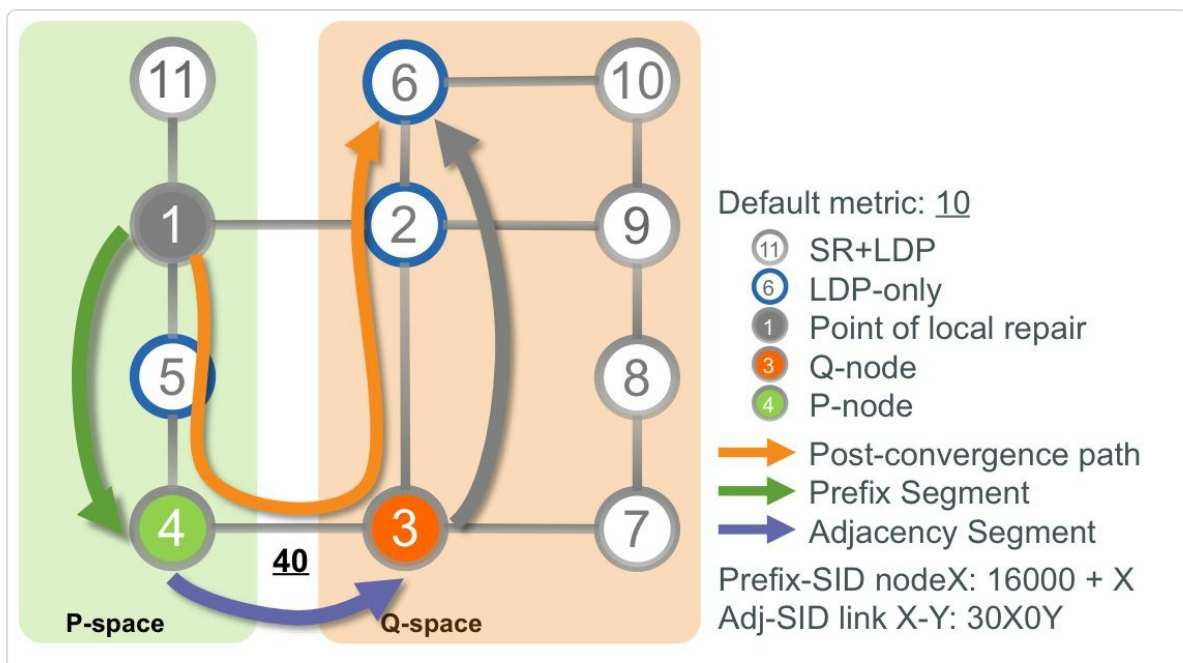 11
6
10
1
2
9
5
8
4
3
7
40
P-space
Q-space
Default metric: 10
11 SR+LDP
6 LDP-only
1 Point of local repair
3 Q-node
4 P-node
Post-convergence path
Prefix Segment
Adjacency Segment
Prefix-SID nodeX: 16000 + X
Adj-SID link X-Y: 30X0Y